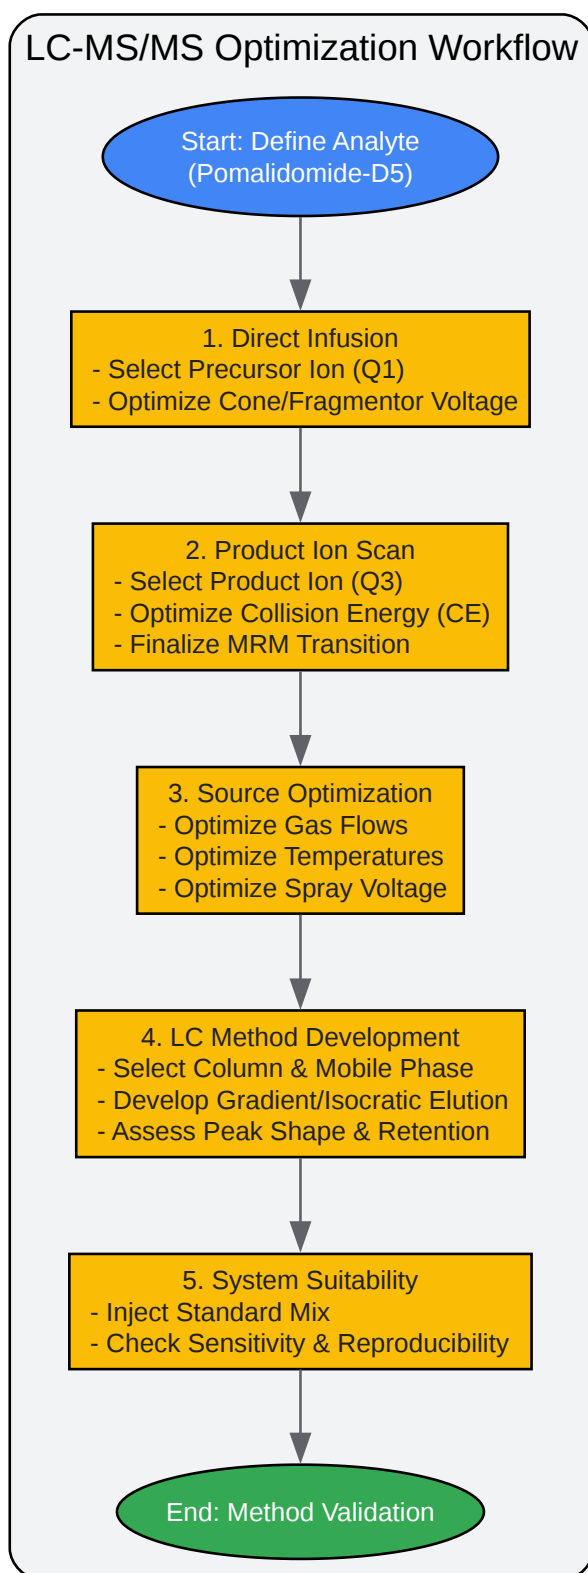 LC-MS/MS Optimization Workflow
Start: Define Analyte
(Pomalidomide-D5)
1. Direct Infusion
- Select Precursor Ion (Q1)
- Optimize Cone/Fragmentor Voltage
2. Product Ion Scan
- Select Product Ion (Q3)
- Optimize Collision Energy (CE)
- Finalize MRM Transition
3. Source Optimization
- Optimize Gas Flows
- Optimize Temperatures
- Optimize Spray Voltage
4. LC Method Development
- Select Column & Mobile Phase
- Develop Gradient/Isocratic Elution
- Assess Peak Shape & Retention
5. System Suitability
- Inject Standard Mix
- Check Sensitivity & Reproducibility
End: Method Validation